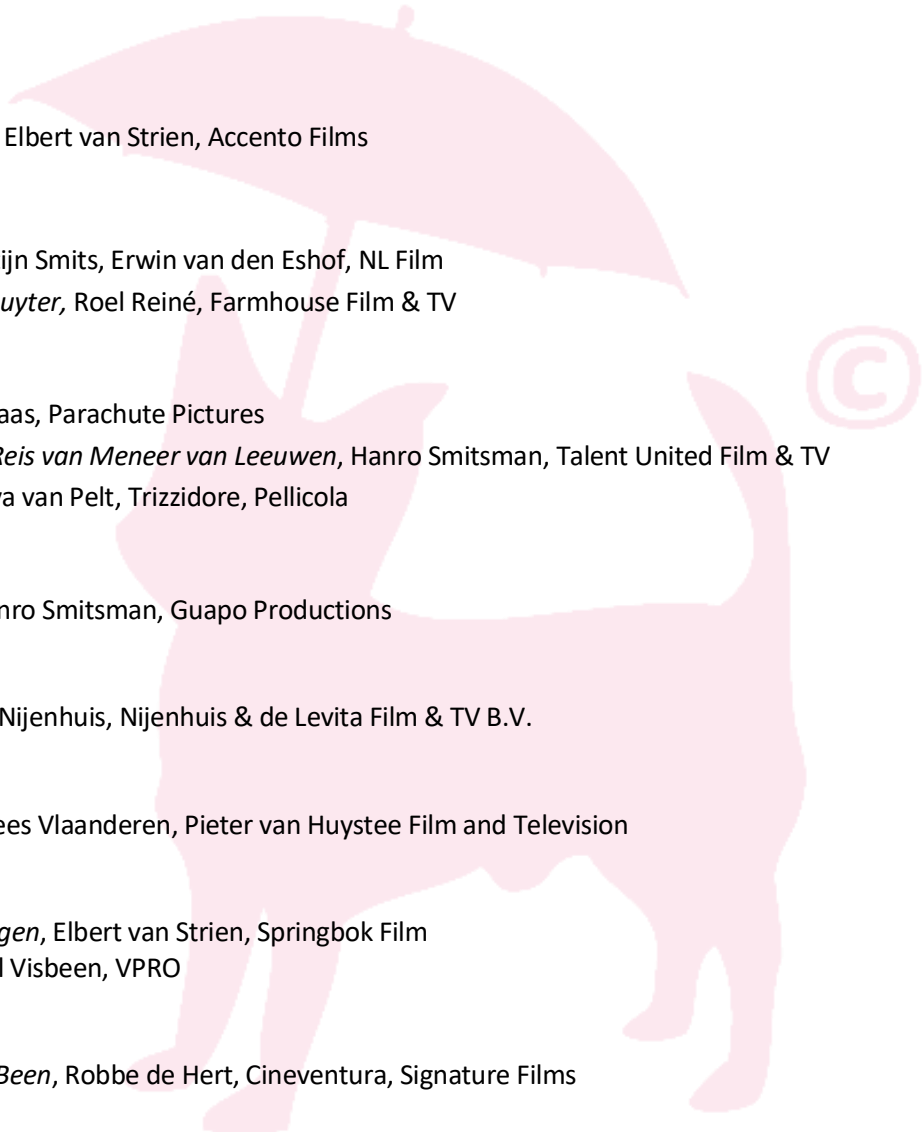 Elbert van Strien, Accento Films
ijn Smits, Erwin van den Eshof, NL Film
uyter, Roel Reiné, Farmhouse Film & TV
©
aas, Parachute Pictures
Reis van Meneer van Leeuwen, Hanro Smitsman, Talent United Film & TV
va van Pelt, Trizzidore, Pellicola
nro Smitsman, Guapo Productions
Nijenhuis, Nijenhuis & de Levita Film & TV B.V.
ees Vlaanderen, Pieter van Huystee Film and Television
gen, Elbert van Strien, Springbok Film
l Visbeen, VPRO
Been, Robbe de Hert, Cineventura, Signature Films